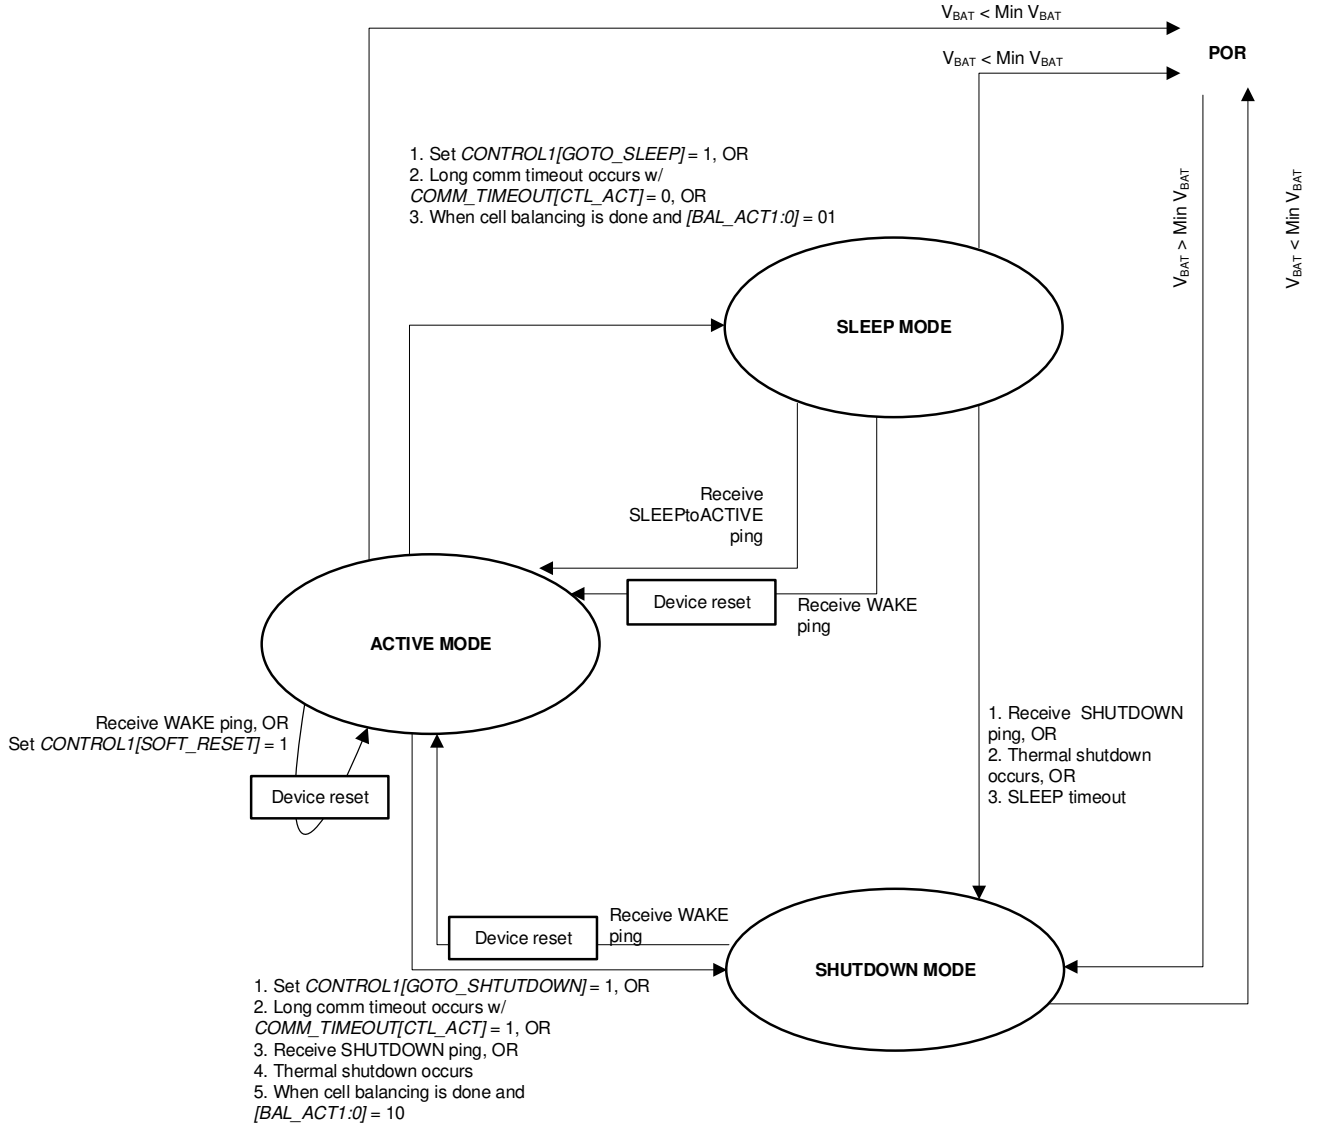 VBAT < Min VBAT
POR
VBAT < Min VBAT
1. Set CONTROL1[GOTO_SLEEP] = 1, OR
2. Long comm timeout occurs w/
COMM_TIMEOUT[CTL_ACT] = 0, OR
3. When cell balancing is done and [BAL_ACT1:0] = 01
VBAT > Min VBAT
VBAT < Min VBAT
SLEEP MODE
Receive
SLEEPtoACTIVE
ping
Device reset
Receive WAKE
ping
ACTIVE MODE
Receive WAKE ping, OR
Set CONTROL1[SOFT_RESET] = 1
Device reset
1. Receive SHUTDOWN
ping, OR
2. Thermal shutdown
occurs, OR
3. SLEEP timeout
Receive WAKE
ping
Device reset
SHUTDOWN MODE
1. Set CONTROL1[GOTO_SHTUTDOWN] = 1, OR
2. Long comm timeout occurs w/
COMM_TIMEOUT[CTL_ACT] = 1, OR
3. Receive SHUTDOWN ping, OR
4. Thermal shutdown occurs
5. When cell balancing is done and
[BAL_ACT1:0] = 10